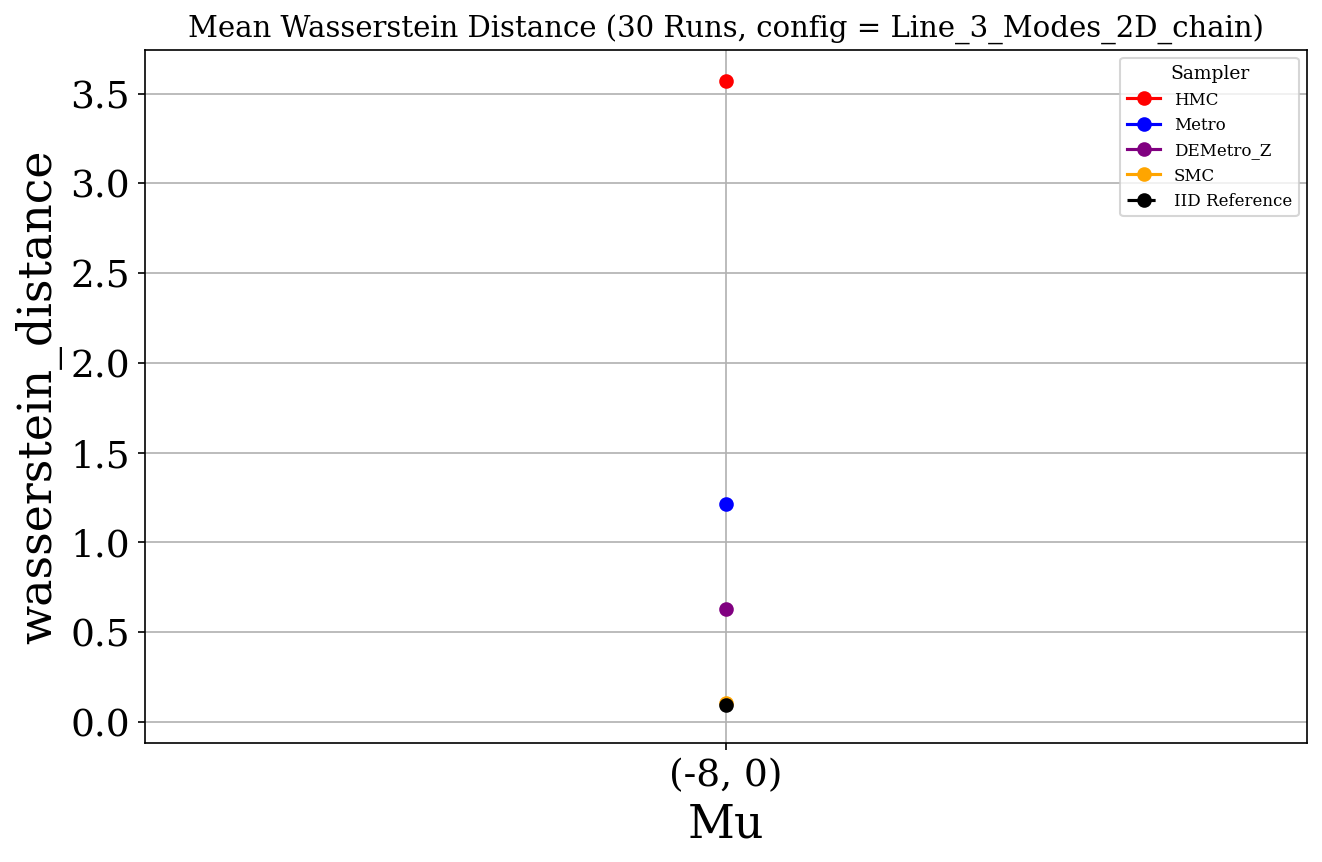 Mean Wasserstein Distance (30 Runs, config = Line_3_Modes_2D_chain)
Sampler
HMC
Metro
DEMetro_Z
SMC
IID Reference
wasserstein_distance
3.5
3.0
2.5
2.0
1.5
1.0
0.5
0.0
(-8, 0)
Mu